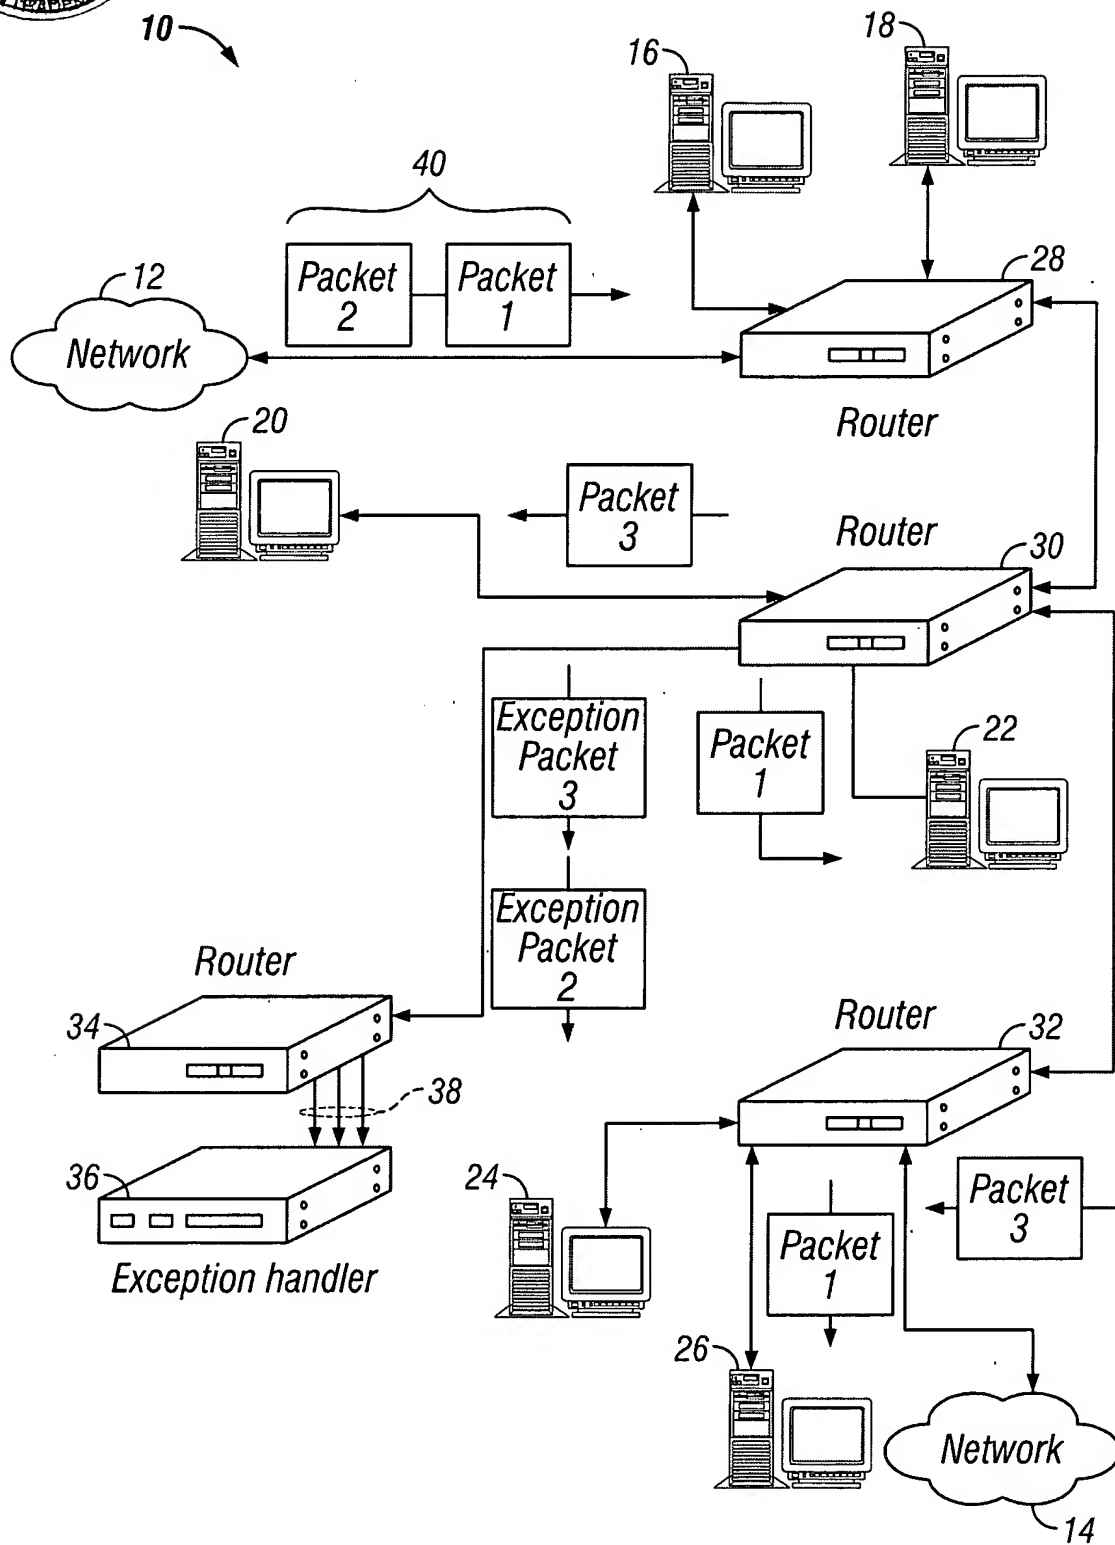 10
16
18
40
Packet
2
Packet
1
28
12
Network
Router
20
Packet
3
Router
30
Exception
Packet
3
Packet
1
22
Exception
Packet
2
Router
34
Router
32
38
36
24
Packet
3
Packet
1
Exception handler
26
Network
14